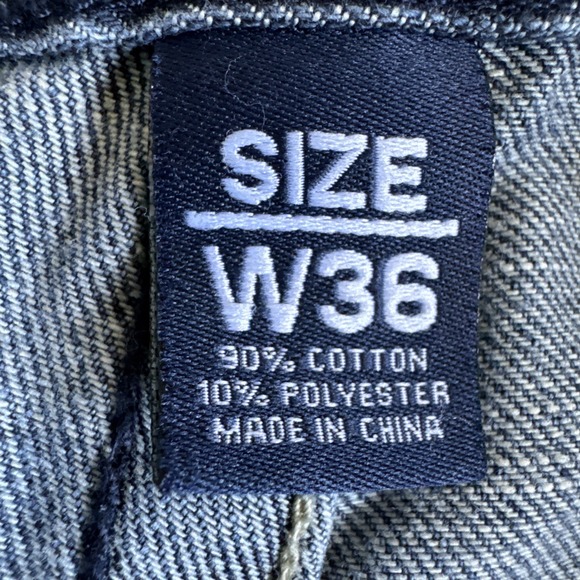 SIZE
W36
90% COTTON
10% POLYESTER
MADE IN CHINA